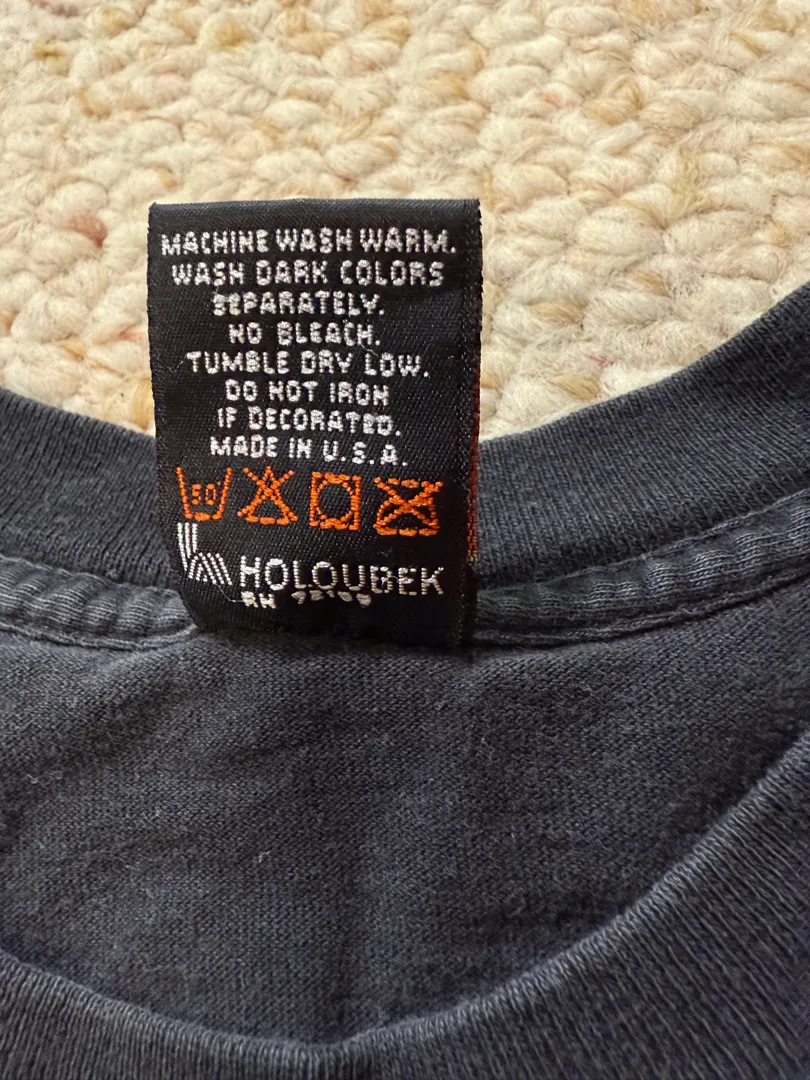 MACHINE WASH WARM.
WASH DARK COLORS
SEPARATELY.
NO BLEACH.
TUMBLE DRY LOW.
DO NOT IRON
IF DECORATED.
MADE IN U.S.A.
50
HOLOUBEK
RN